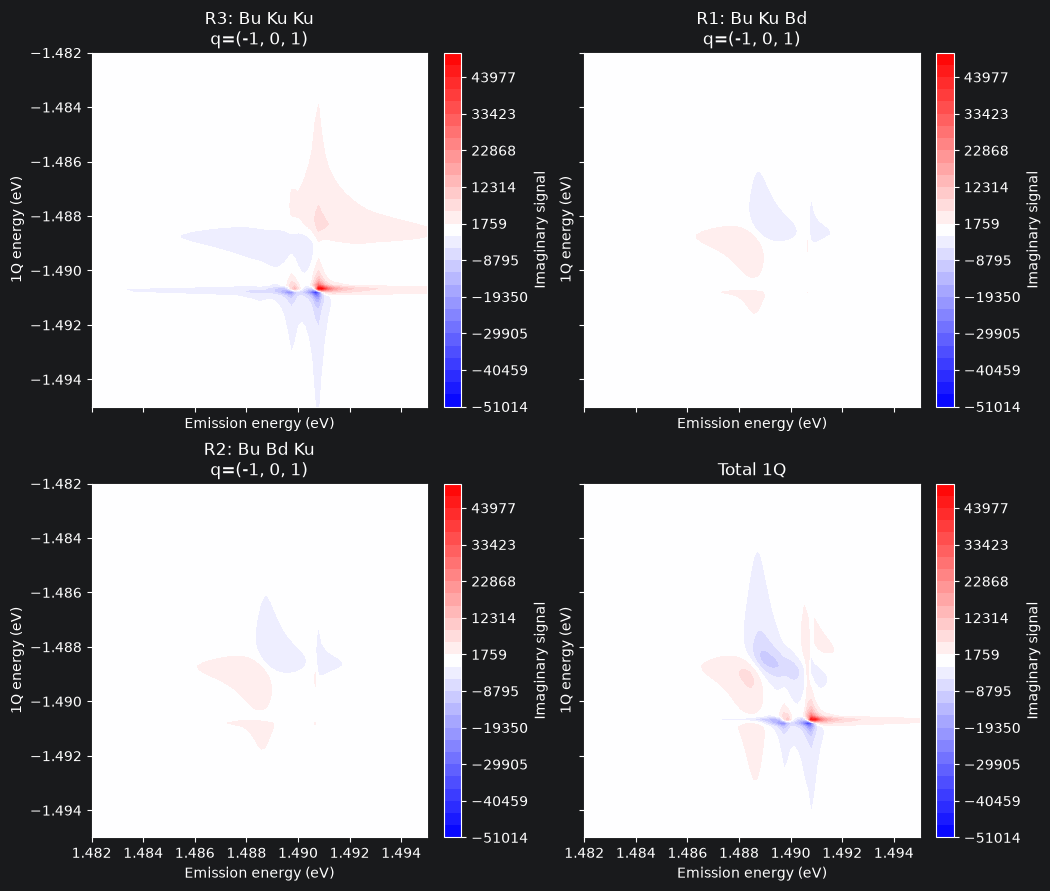 R3: Bu Ku Ku
q=(-1, 0, 1)
−1.482
−1.484
−1.486
−1.488
−1.490
−1.492
−1.494
1Q energy (eV)
Emission energy (eV)
43977
33423
22868
12314
1759
−8795
−19350
−29905
−40459
−51014
Imaginary signal
R1: Bu Ku Bd
q=(-1, 0, 1)
1Q energy (eV)
Emission energy (eV)
43977
33423
22868
12314
1759
−8795
−19350
−29905
−40459
−51014
Imaginary signal
R2: Bu Bd Ku
q=(-1, 0, 1)
−1.482
−1.484
−1.486
−1.488
−1.490
−1.492
−1.494
1Q energy (eV)
1.482 1.484 1.486 1.488 1.490 1.492 1.494
Emission energy (eV)
43977
33423
22868
12314
1759
−8795
−19350
−29905
−40459
−51014
Imaginary signal
Total 1Q
1Q energy (eV)
1.482 1.484 1.486 1.488 1.490 1.492 1.494
Emission energy (eV)
43977
33423
22868
12314
1759
−8795
−19350
−29905
−40459
−51014
Imaginary signal